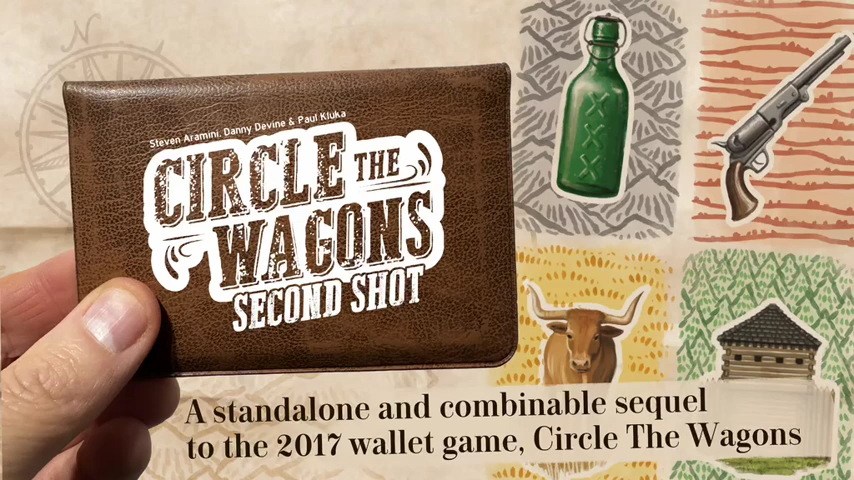 N
Steven Aramini, Danny Devine & Paul Kluka
CIRCLE THE
WAGONS
SECOND SHOT
XXX
A standalone and combinable sequel
to the 2017 wallet game, Circle The Wagons